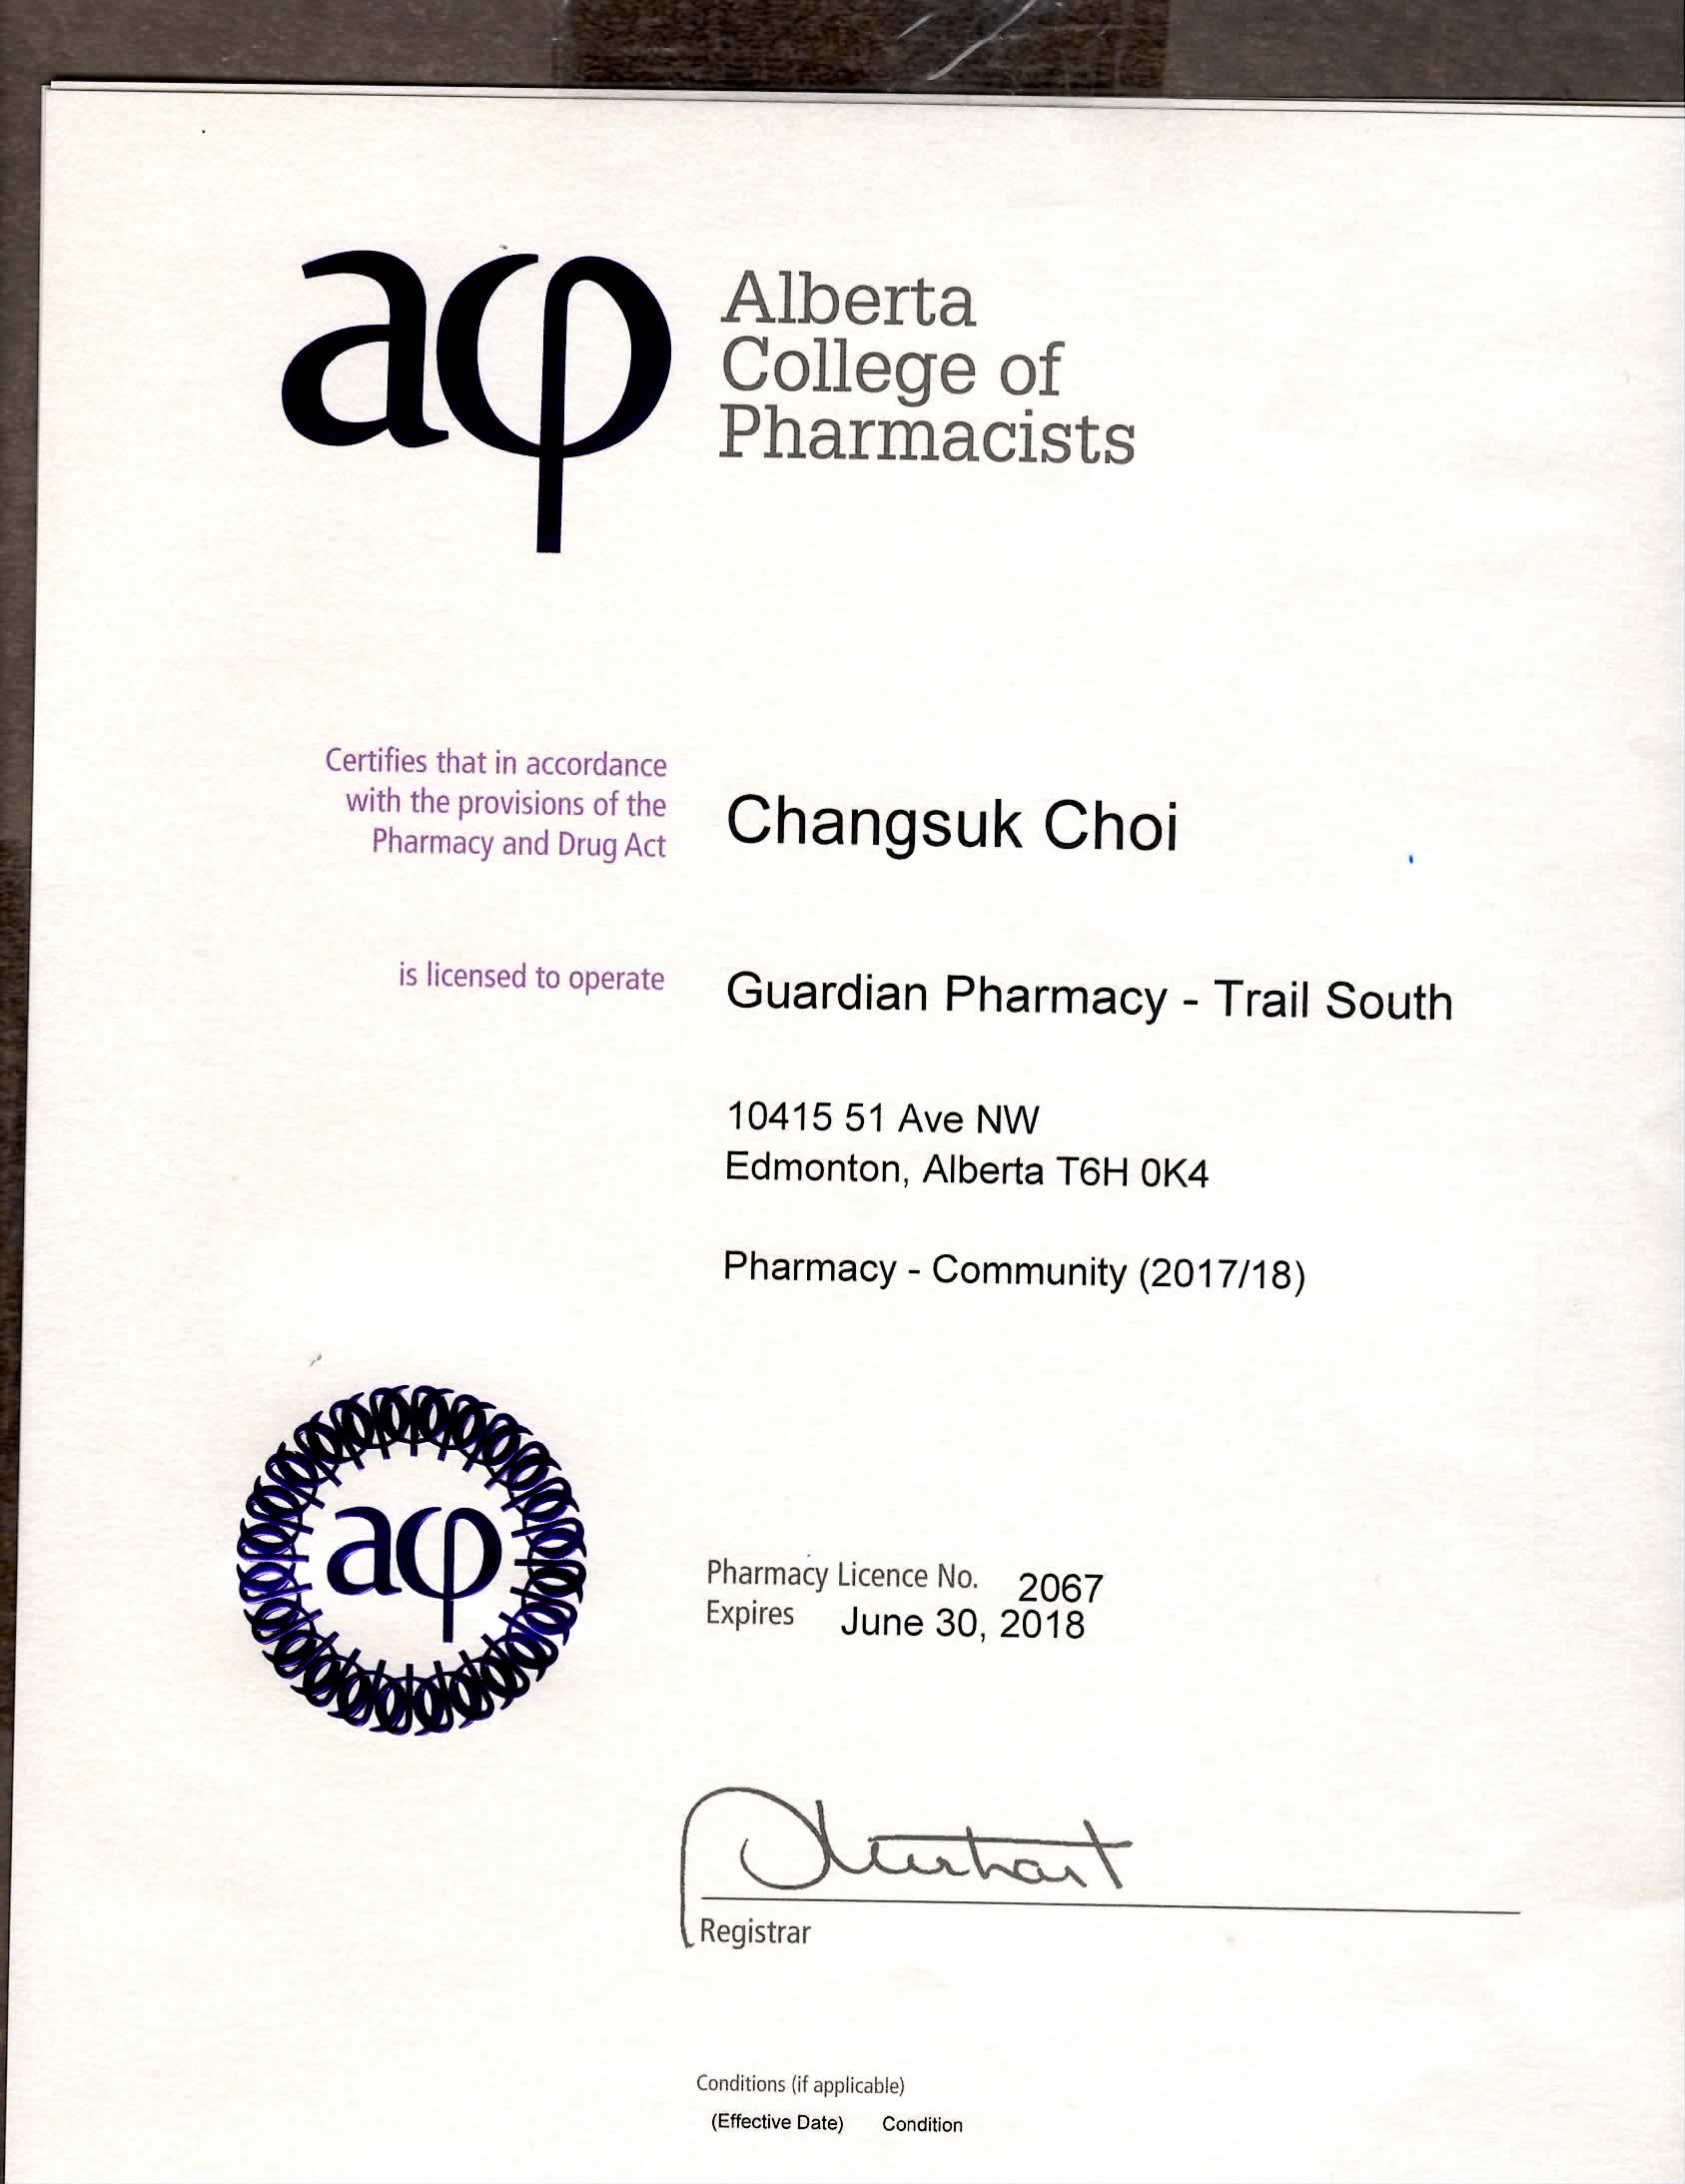 acp
Alberta
College of
Pharmacists
Certifies that in accordance
with the provisions of the
Pharmacy and Drug Act
Changsuk Choi
is licensed to operate
Guardian Pharmacy - Trail South
10415 51 Ave NW
Edmonton, Alberta T6H 0K4
Pharmacy - Community (2017/18)
acp
Pharmacy Licence No. 2067
Expires June 30, 2018
Registrar
Conditions (if applicable)
(Effective Date) Condition